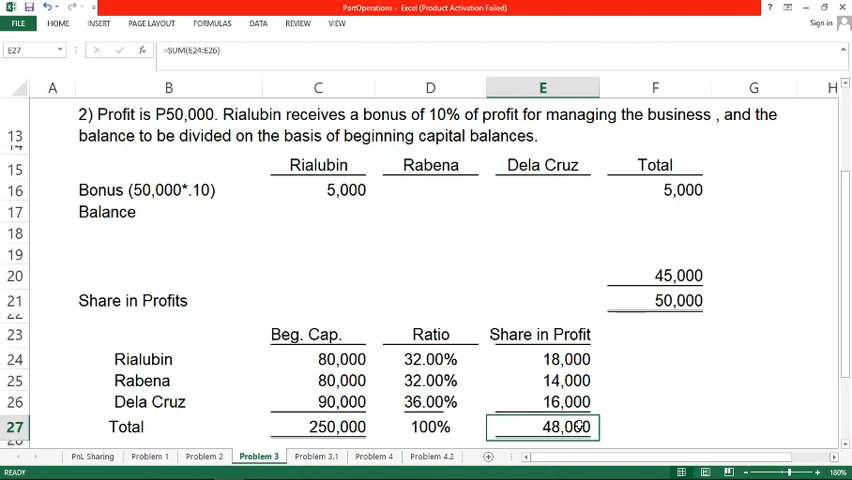 PartOperations - Excel (Product Activation Failed)
FILE HOME INSERT PAGE LAYOUT FORMULAS DATA REVIEW VIEW Sign in
E27 fx =SUM(E24:E26)
A B C D E F G H
2) Profit is P50,000. Rialubin receives a bonus of 10% of profit for managing the business , and the
13 balance to be divided on the basis of beginning capital balances.
14
15 Rialubin Rabena Dela Cruz Total
16 Bonus (50,000*.10) 5,000 5,000
17 Balance
18
19
20 45,000
21 Share in Profits 50,000
22
23 Beg. Cap. Ratio Share in Profit
24 Rialubin 80,000 32.00% 18,000
25 Rabena 80,000 32.00% 14,000
26 Dela Cruz 90,000 36.00% 16,000
27 Total 250,000 100% 48,000
PnL Sharing Problem 1 Problem 2 Problem 3 Problem 3.1 Problem 4 Problem 4.2
READY 180%